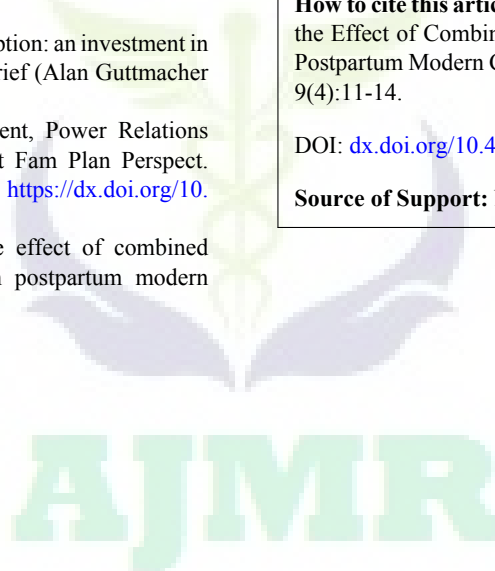 ption: an investment in
rief (Alan Guttmacher
ent, Power Relations
t Fam Plan Perspect.
https://dx.doi.org/10.
e effect of combined
n postpartum modern
How to cite this artic
the Effect of Combin
Postpartum Modern C
9(4):11-14.
DOI: dx.doi.org/10.4
Source of Support:
AJMR